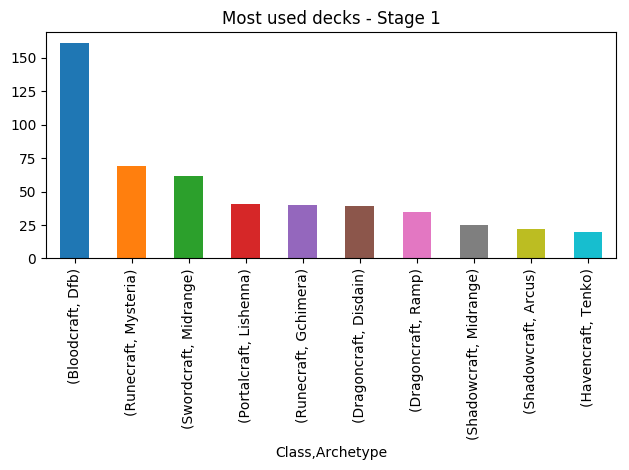 Most used decks - Stage 1
150
125
100
75
50
25
0
(Bloodcraft, Dfb)
(Runecraft, Mysteria)
(Swordcraft, Midrange)
(Portalcraft, Lishenna)
(Runecraft, Gchimera)
(Dragoncraft, Disdain)
(Dragoncraft, Ramp)
(Shadowcraft, Midrange)
(Shadowcraft, Arcus)
(Havencraft, Tenko)
Class,Archetype